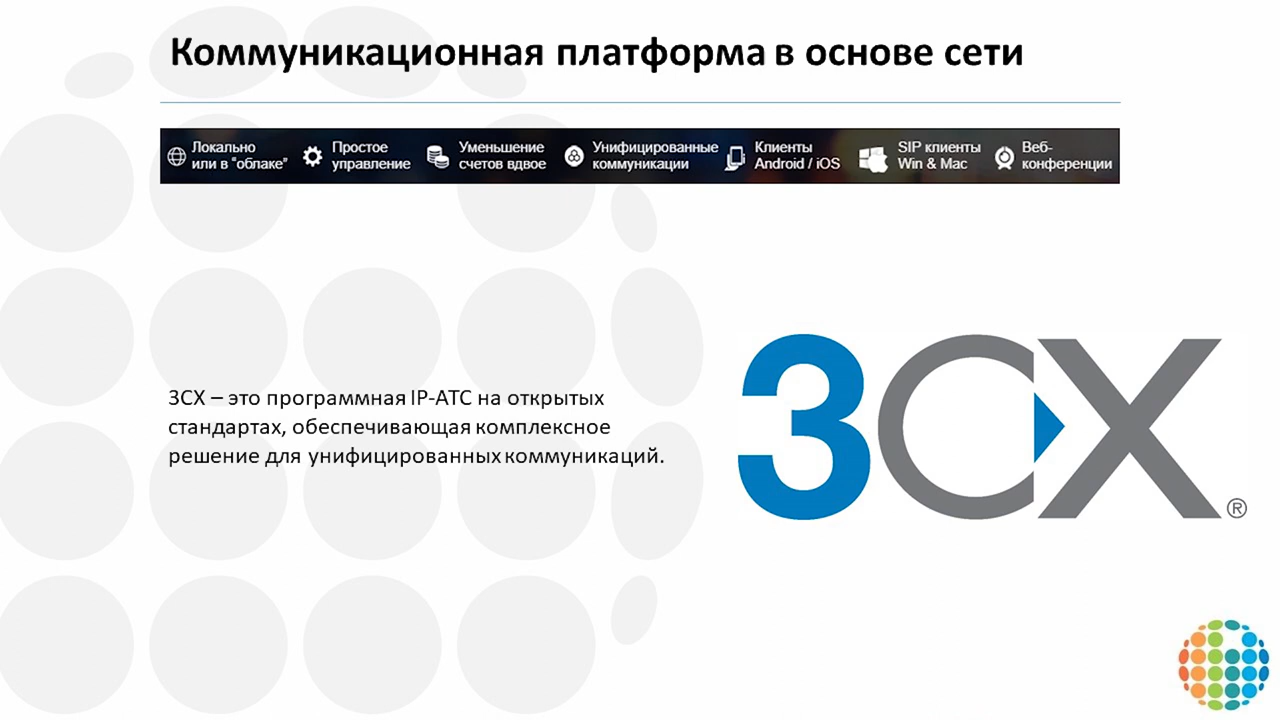 Коммуникационная платформа в основе сети
Локально
или в "облаке"
Простое
управление
Уменьшение
счетов вдвое
Унифицированные
коммуникации
Клиенты
Android / iOS
SIP клиенты
Win & Mac
Веб-
конференции
3CX – это программная IP-АТС на открытых
стандартах, обеспечивающая комплексное
решение для унифицированных коммуникаций.
3CX®